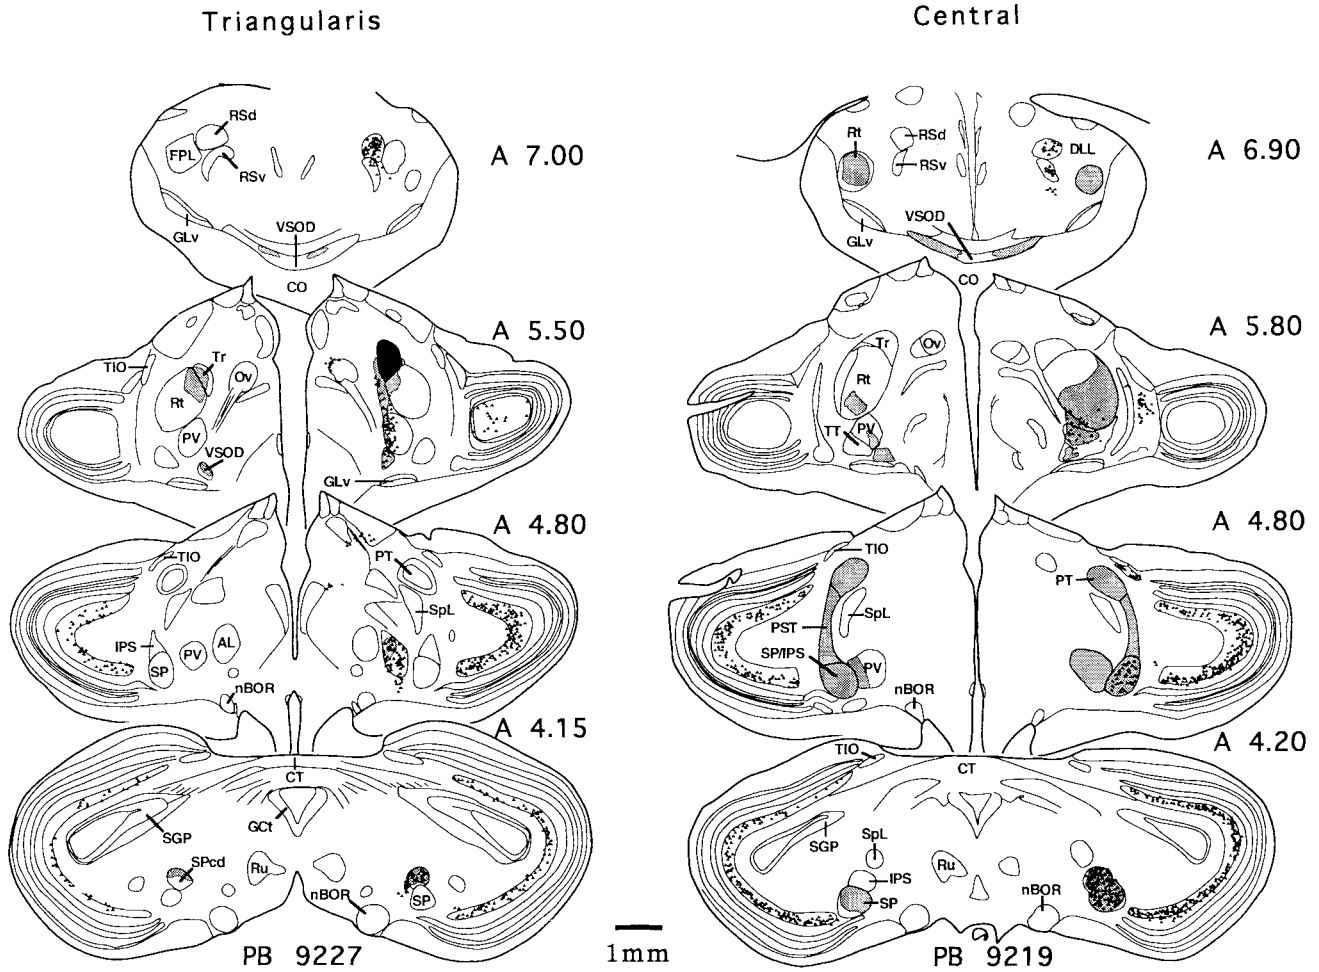 Triangularis
Central
RSd
FPL
RSv
A 7.00
GLv
VSOD
CO
Rt
RSd
RSv
DLL
A 6.90
VSOD
GLv
CO
A 5.50
TIO
Tr
Ov
Rt
PV
VSOD
GLv
A 5.80
Tr
Ov
Rt
TT
PV
A 4.80
TIO
PT
SpL
IPS
SP
PV
AL
nBOR
A 4.80
TIO
PT
SpL
PST
SP/IPS
PV
nBOR
A 4.15
CT
GCt
SGP
SPcd
Ru
SP
nBOR
PB 9227
1mm
A 4.20
TIO
CT
SGP
SpL
Ru
IPS
SP
nBOR
PB 9219